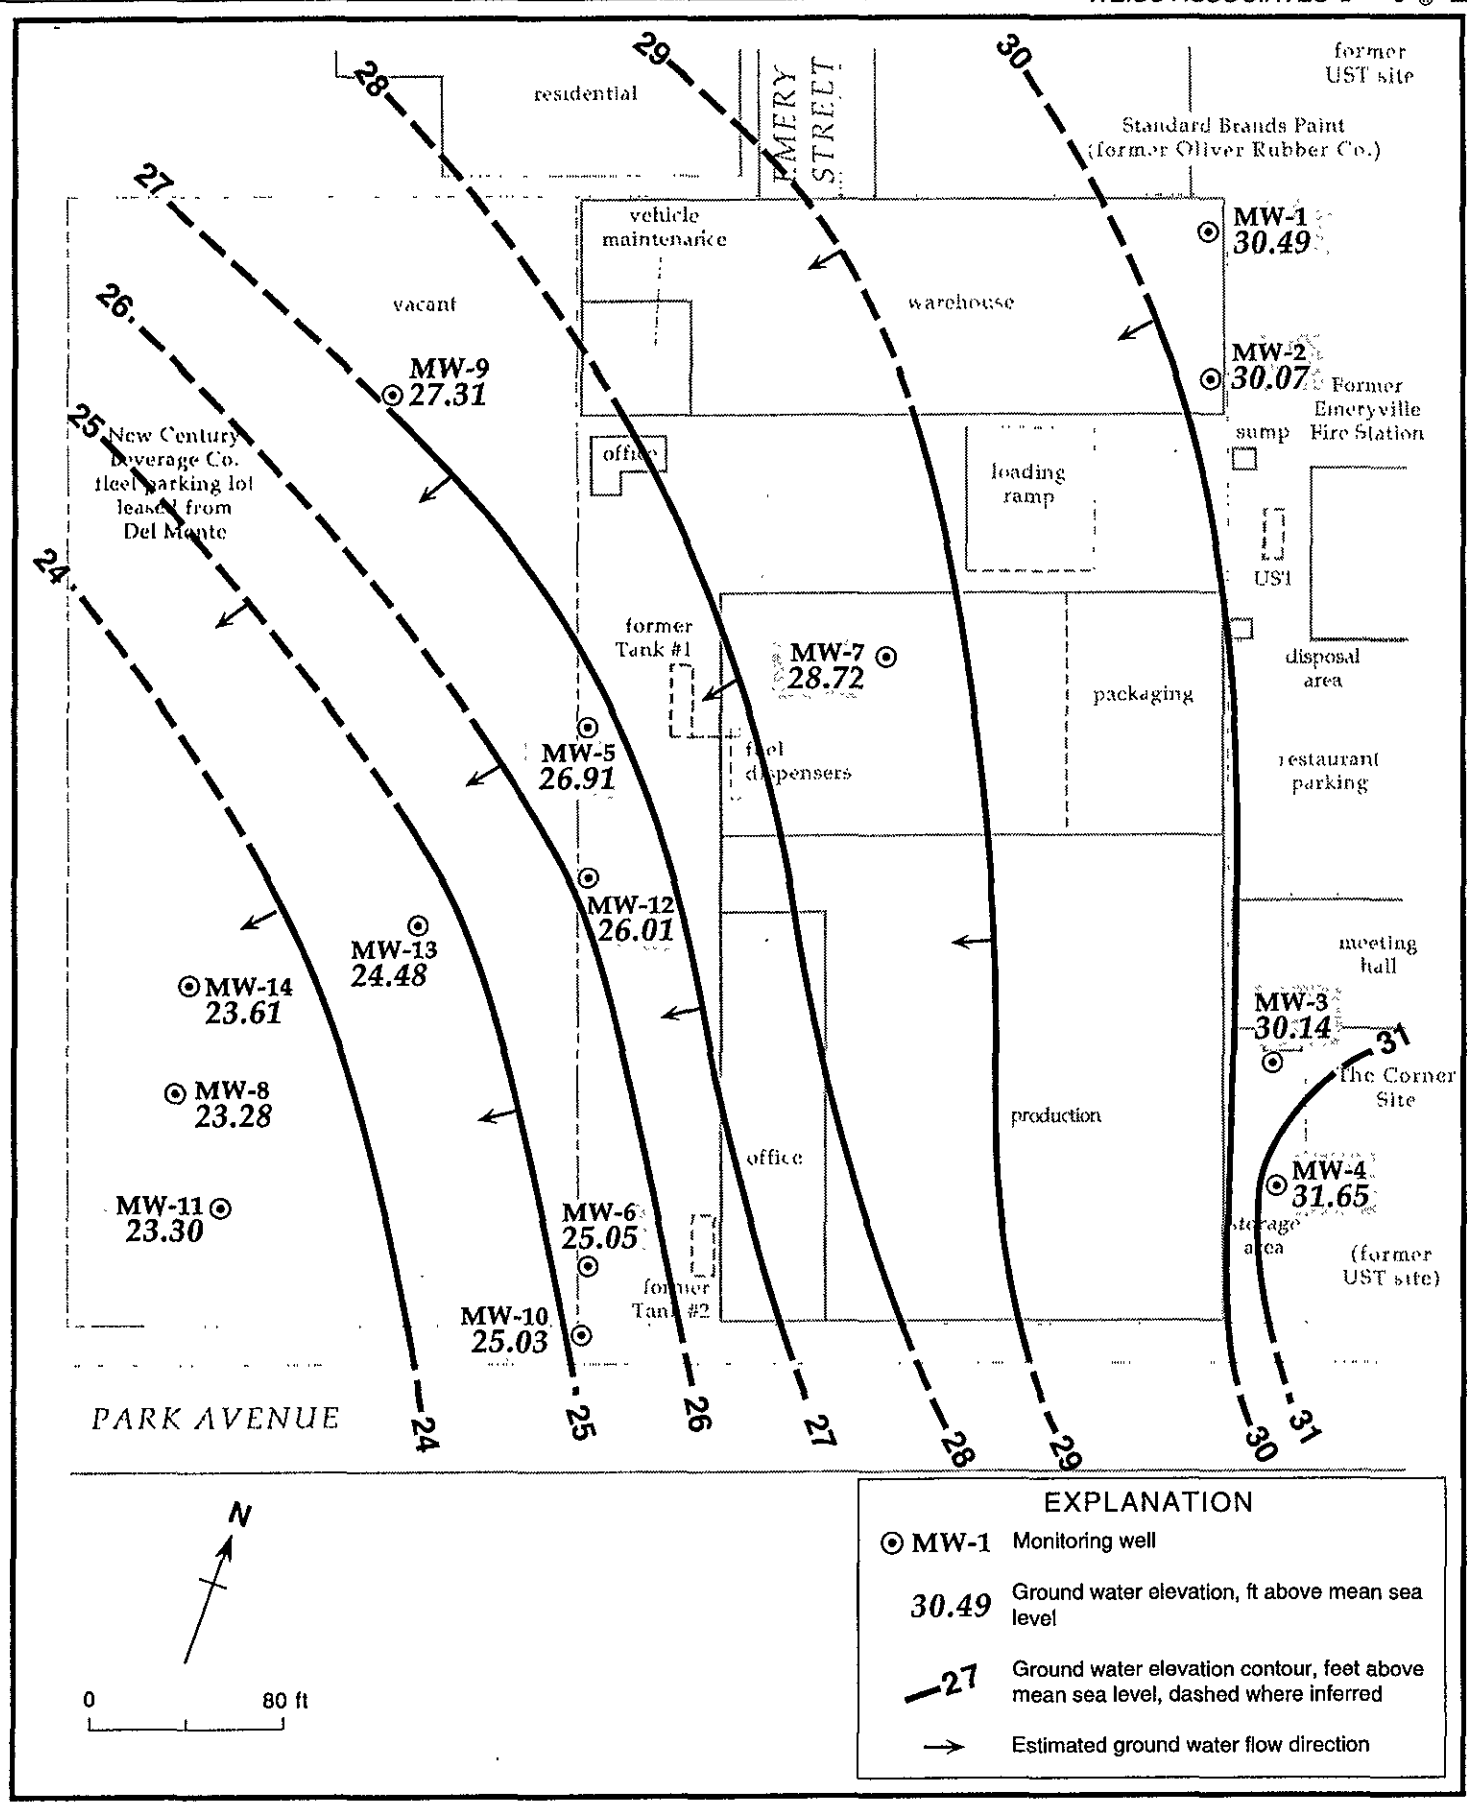 30
29
former
UST site
28
residential
EMERY
STREET
Standard Brands Paint
(former Oliver Rubber Co.)
27
vehicle
maintenance
MW-1
30.49
26
vacant
warehouse
MW-2
30.07
MW-9
27.31
Former
Emeryville
Fire Station
25
New Century
Beverage Co.
fleet parking lot
leased from
Del Monte
office
sump
loading
ramp
24
UST
former
Tank #1
MW-7
28.72
disposal
area
packaging
MW-5
26.91
fuel
dispensers
restaurant
parking
MW-12
26.01
MW-13
24.48
meeting
hall
MW-14
23.61
MW-3
30.14
31
The Corner
Site
MW-8
23.28
production
office
MW-4
31.65
MW-11
23.30
MW-6
25.05
storage
area
(former
UST site)
former
Tank #2
MW-10
25.03
PARK AVENUE
24
25
26
27
28
29
30
31
EXPLANATION
MW-1 Monitoring well
30.49 Ground water elevation, ft above mean sea
level
27 Ground water elevation contour, feet above
mean sea level, dashed where inferred
Estimated ground water flow direction
N
0 80 ft